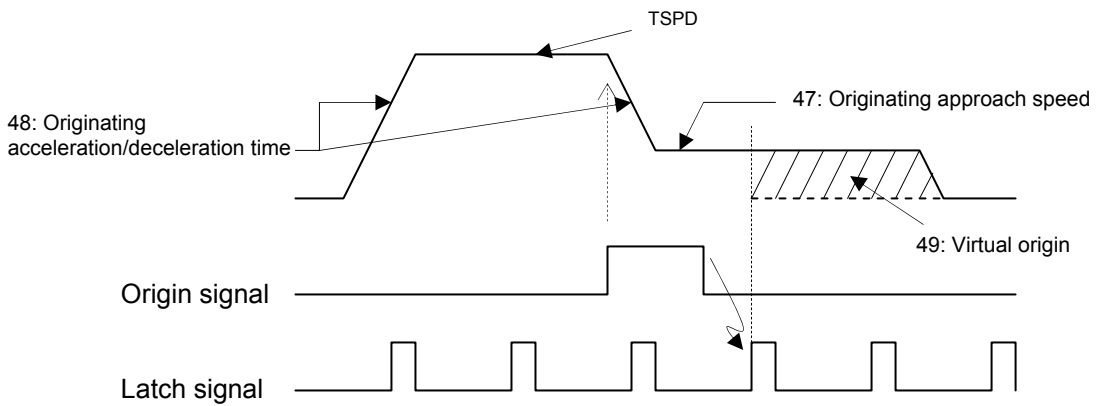 TSPD
47: Originating approach speed
48: Originating
acceleration/deceleration time
49: Virtual origin
Origin signal
Latch signal